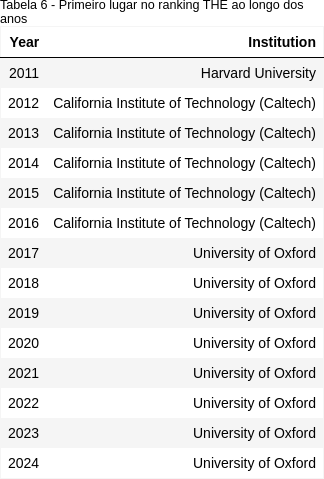 Tabela 6 - Primeiro lugar no ranking THE ao longo dos
anos
Year Institution
2011 Harvard University
2012 California Institute of Technology (Caltech)
2013 California Institute of Technology (Caltech)
2014 California Institute of Technology (Caltech)
2015 California Institute of Technology (Caltech)
2016 California Institute of Technology (Caltech)
2017 University of Oxford
2018 University of Oxford
2019 University of Oxford
2020 University of Oxford
2021 University of Oxford
2022 University of Oxford
2023 University of Oxford
2024 University of Oxford